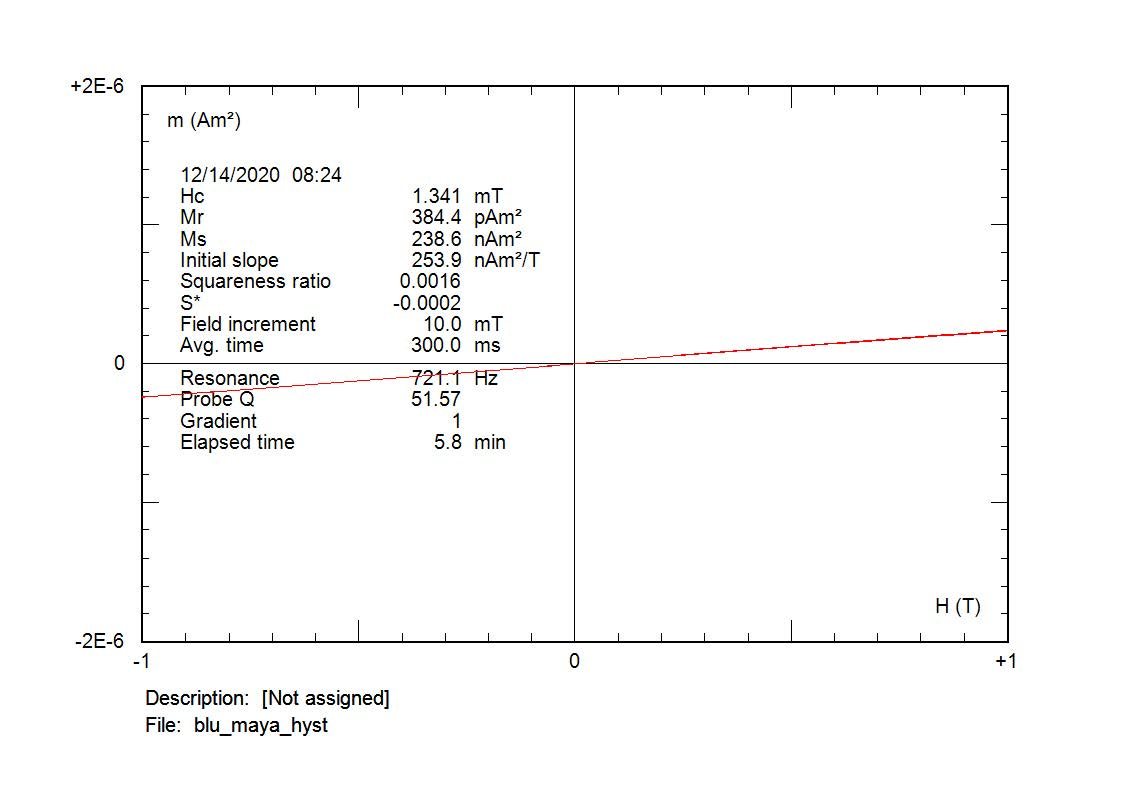 +2E-6
m (Am²)
12/14/2020 08:24
Hc 1.341 mT
Mr 384.4 pAm²
Ms 238.6 nAm²
Initial slope 253.9 nAm²/T
Squareness ratio 0.0016
S* -0.0002
Field increment 10.0 mT
Avg. time 300.0 ms
0
Resonance 721.1 Hz
Probe Q 51.57
Gradient 1
Elapsed time 5.8 min
H (T)
-2E-6
-1 0 +1
Description: [Not assigned]
File: blu_maya_hyst